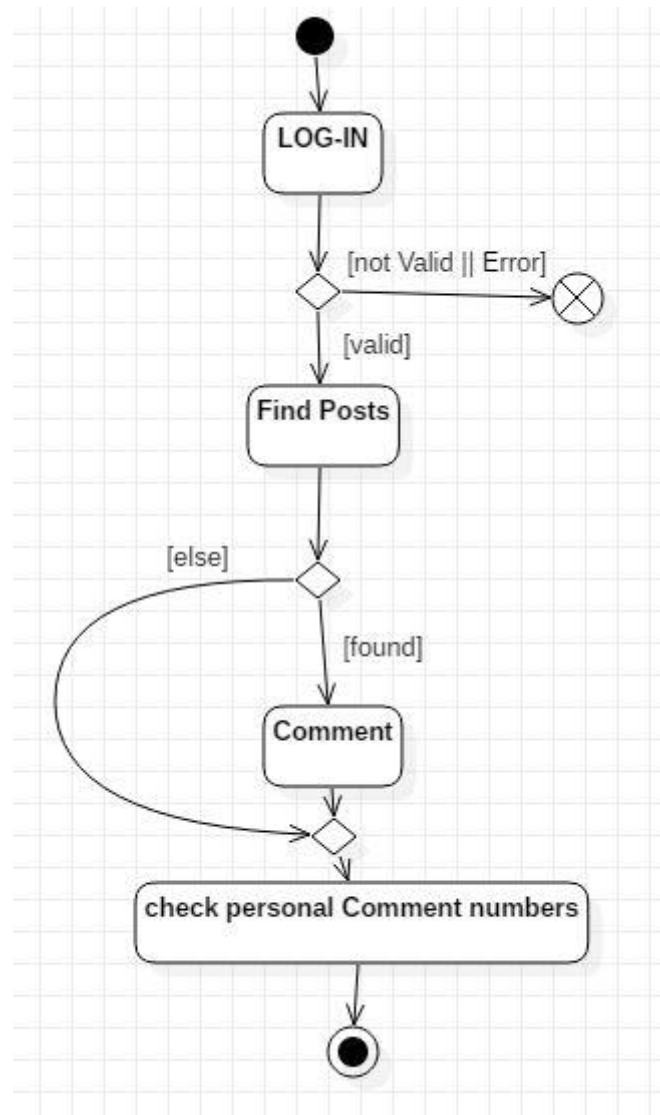 LOG-IN
[not Valid || Error]
[valid]
Find Posts
[else]
[found]
Comment
check personal Comment numbers